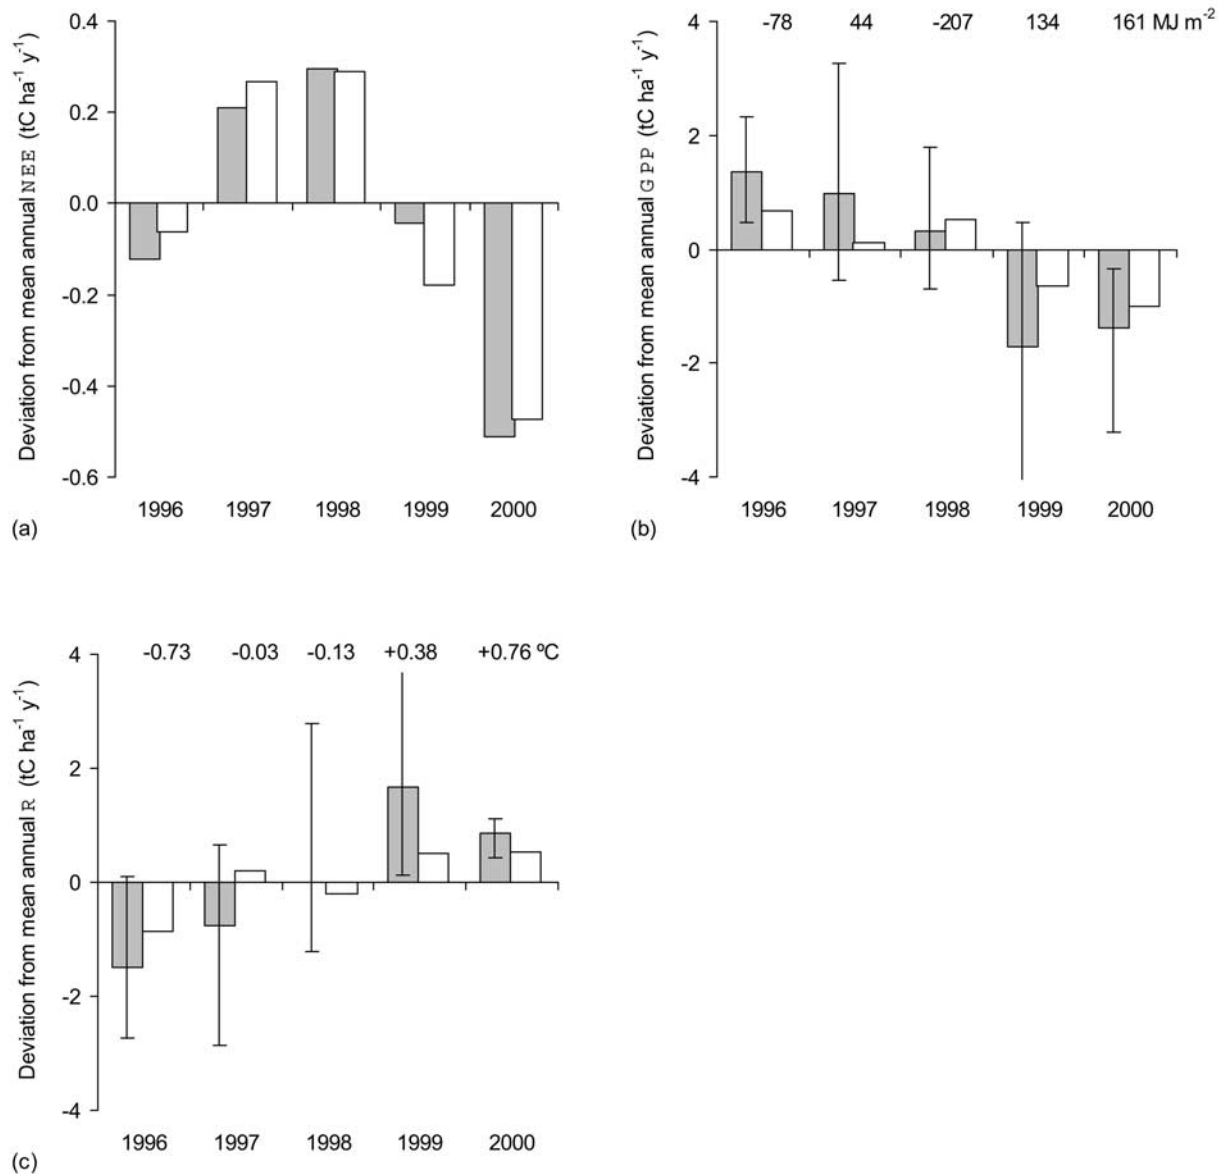 Deviation from mean annual NEE (tC ha⁻¹ y⁻¹)
0.4
0.2
0.0
-0.2
-0.4
-0.6
1996 1997 1998 1999 2000
(a)
Deviation from mean annual GPP (tC ha⁻¹ y⁻¹)
-78 44 -207 134 161 MJ m⁻²
4
2
0
-2
-4
1996 1997 1998 1999 2000
(b)
Deviation from mean annual R (tC ha⁻¹ y⁻¹)
-0.73 -0.03 -0.13 +0.38 +0.76 ºC
4
2
0
-2
-4
1996 1997 1998 1999 2000
(c)